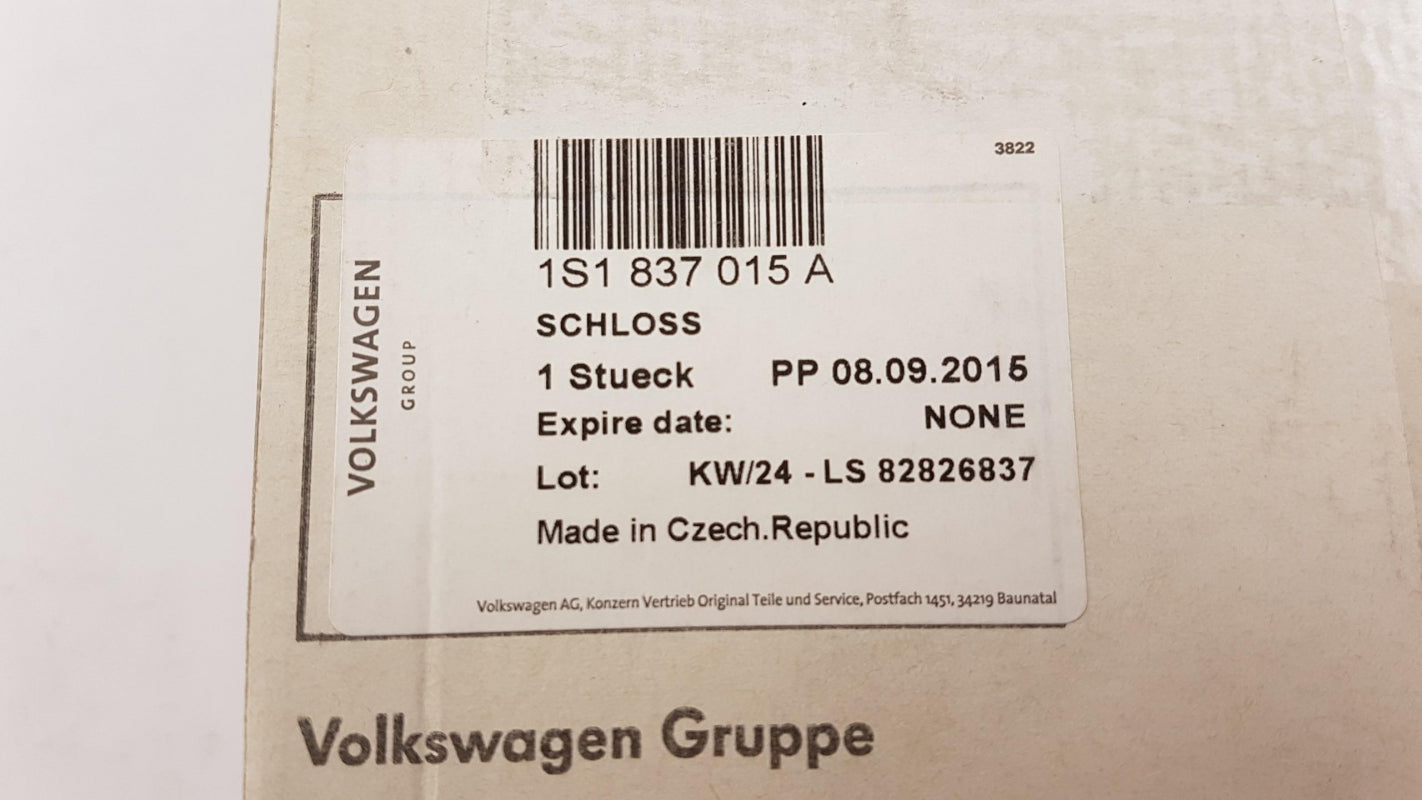 3822
1S1 837 015 A
SCHLOSS
1 Stueck PP 08.09.2015
Expire date: NONE
Lot: KW/24 - LS 82826837
Made in Czech.Republic
Volkswagen AG, Konzern Vertrieb Original Teile und Service, Postfach 1451, 34219 Baunatal
VOLKSWAGEN
GROUP
Volkswagen Gruppe